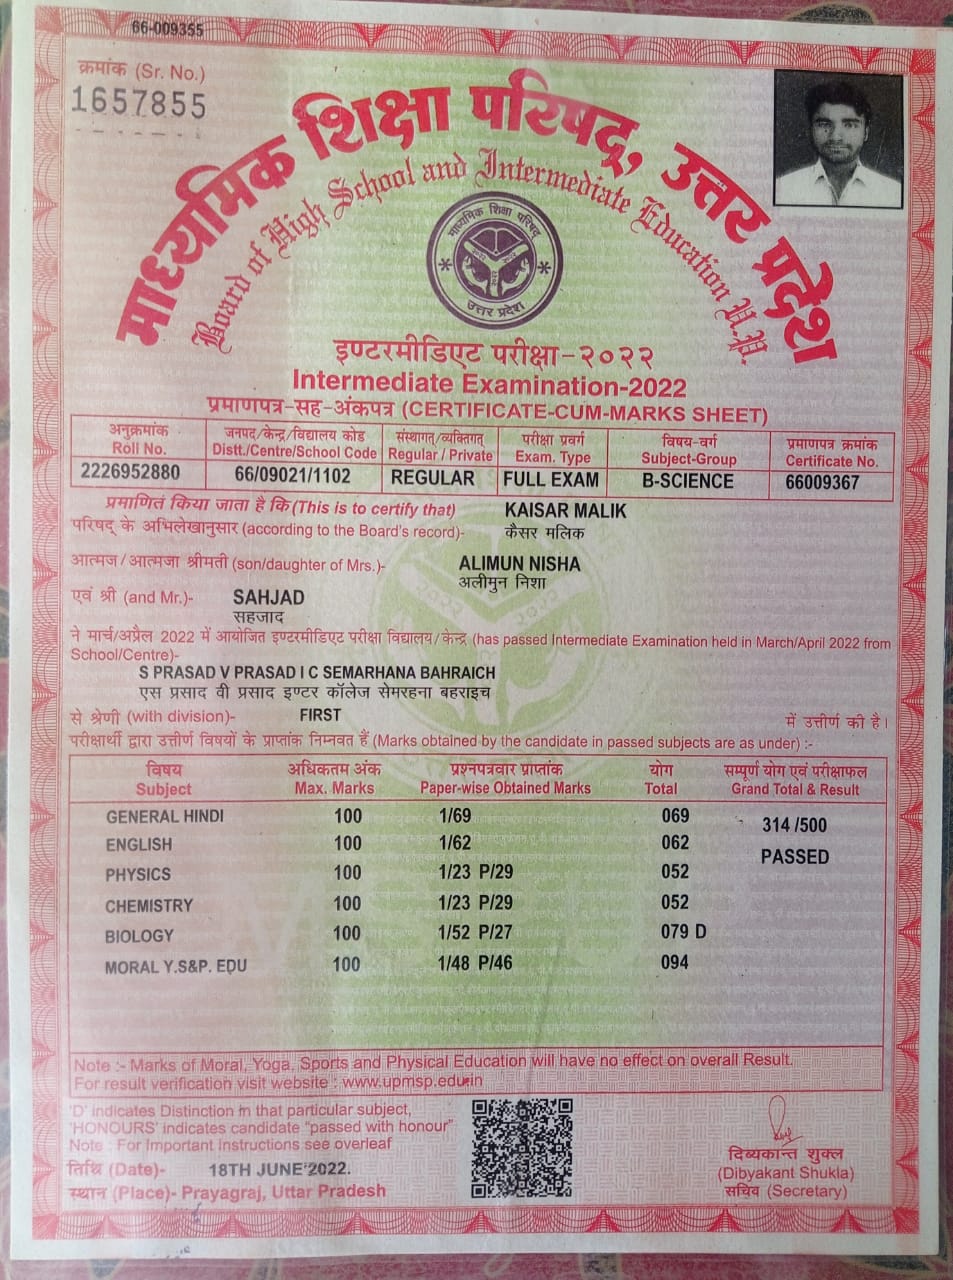 66-009355
क्रमांक (Sr. No.)
1657855
माध्यमिक शिक्षा परिषद्, उत्तर प्रदेश
Board of High School and Intermediate Education U.P.
माध्यमिक शिक्षा परिषद
उत्तर प्रदेश
इण्टरमीडिएट परीक्षा-२०२२
Intermediate Examination-2022
प्रमाणपत्र-सह-अंकपत्र (CERTIFICATE-CUM-MARKS SHEET)
अनुक्रमांक जनपद/केन्द्र/विद्यालय कोड संस्थागत/व्यक्तिगत परीक्षा प्रवर्ग विषय-वर्ग प्रमाणपत्र क्रमांक
Roll No. Distt./Centre/School Code Regular / Private Exam. Type Subject-Group Certificate No.
2226952880 66/09021/1102 REGULAR FULL EXAM B-SCIENCE 66009367
प्रमाणित किया जाता है कि (This is to certify that) KAISAR MALIK
परिषद् के अभिलेखानुसार (according to the Board's record)- कैसर मलिक
आत्मज/आत्मजा श्रीमती (son/daughter of Mrs.)- ALIMUN NISHA
अलीमुन निशा
एवं श्री (and Mr.)- SAHJAD
सहजाद
ने मार्च/अप्रैल 2022 में आयोजित इण्टरमीडिएट परीक्षा विद्यालय/केन्द्र (has passed Intermediate Examination held in March/April 2022 from
School/Centre)-
S PRASAD V PRASAD I C SEMARHANA BAHRAICH
एस प्रसाद वी प्रसाद इण्टर कॉलेज सेमरहना बहराइच
से श्रेणी (with division)- FIRST में उत्तीर्ण की है।
परीक्षार्थी द्वारा उत्तीर्ण विषयों के प्राप्तांक निम्नवत हैं (Marks obtained by the candidate in passed subjects are as under) :-
विषय अधिकतम अंक प्रश्नपत्रवार प्राप्तांक योग सम्पूर्ण योग एवं परीक्षाफल
Subject Max. Marks Paper-wise Obtained Marks Total Grand Total & Result
GENERAL HINDI 100 1/69 069
314 /500
ENGLISH 100 1/62 062
PASSED
PHYSICS 100 1/23 P/29 052
CHEMISTRY 100 1/23 P/29 052
BIOLOGY 100 1/52 P/27 079 D
MORAL Y.S&P. EDU 100 1/48 P/46 094
Note :- Marks of Moral, Yoga, Sports and Physical Education will have no effect on overall Result.
For result verification visit website : www.upmsp.edu.in
'D' indicates Distinction in that particular subject,
'HONOURS' indicates candidate "passed with honour"
Note : For Important Instructions see overleaf
तिथि (Date)- 18TH JUNE'2022.
स्थान (Place)- Prayagraj, Uttar Pradesh
दिव्यकान्त शुक्ल
(Dibyakant Shukla)
सचिव (Secretary)